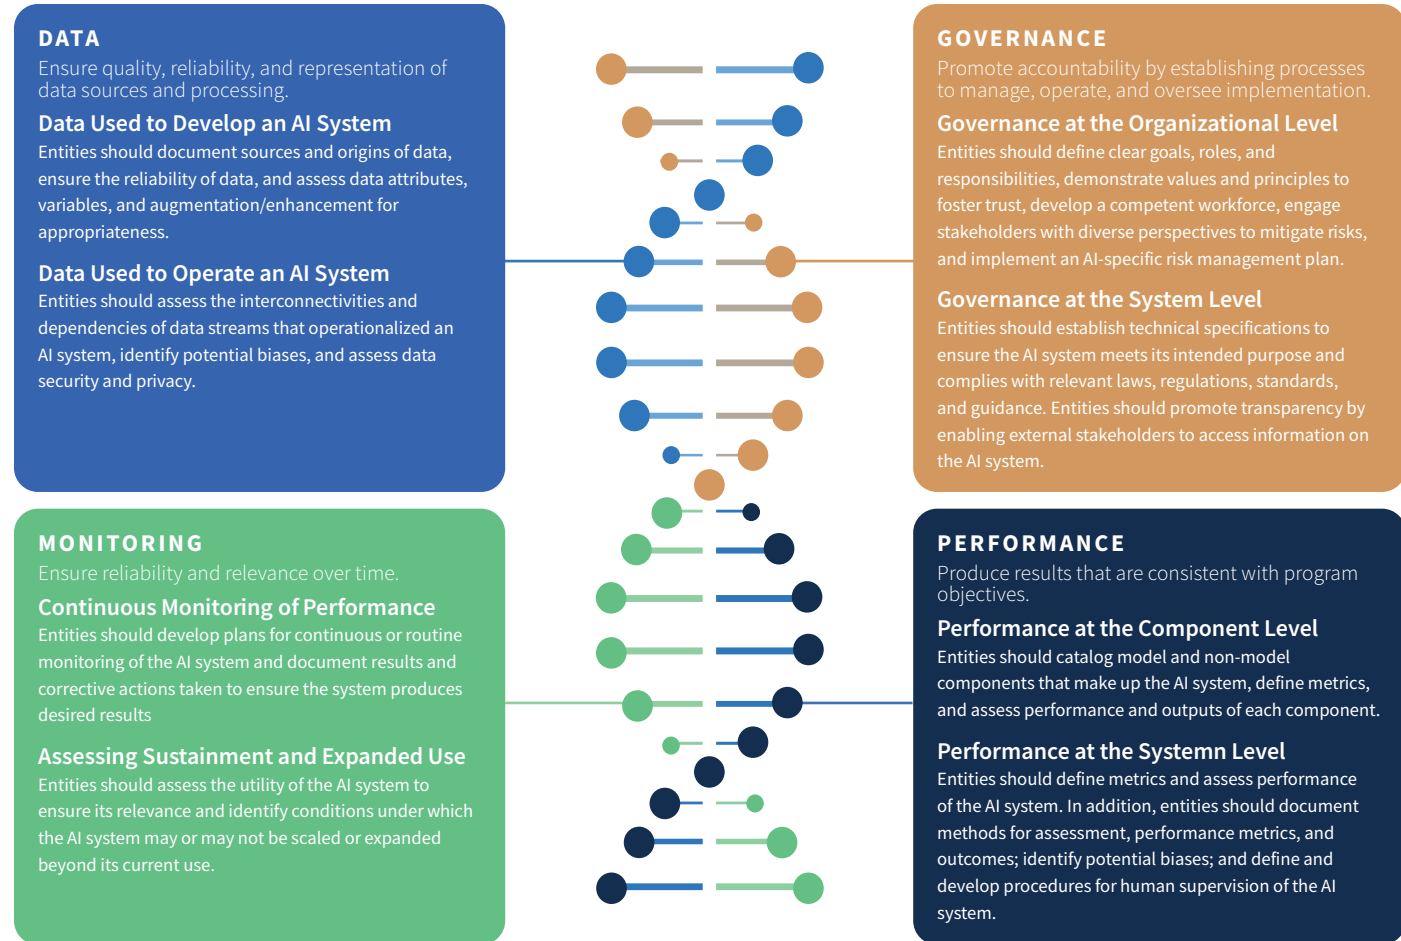 DATA
Ensure quality, reliability, and representation of
data sources and processing.
Data Used to Develop an AI System
Entities should document sources and origins of data,
ensure the reliability of data, and assess data attributes,
variables, and augmentation/enhancement for
appropriateness.
Data Used to Operate an AI System
Entities should assess the interconnectivities and
dependencies of data streams that operationalized an
AI system, identify potential biases, and assess data
security and privacy.
GOVERNANCE
Promote accountability by establishing processes
to manage, operate, and oversee implementation.
Governance at the Organizational Level
Entities should define clear goals, roles, and
responsibilities, demonstrate values and principles to
foster trust, develop a competent workforce, engage
stakeholders with diverse perspectives to mitigate risks,
and implement an AI-specific risk management plan.
Governance at the System Level
Entities should establish technical specifications to
ensure the AI system meets its intended purpose and
complies with relevant laws, regulations, standards,
and guidance. Entities should promote transparency by
enabling external stakeholders to access information on
the AI system.
MONITORING
Ensure reliability and relevance over time.
Continuous Monitoring of Performance
Entities should develop plans for continuous or routine
monitoring of the AI system and document results and
corrective actions taken to ensure the system produces
desired results
Assessing Sustainment and Expanded Use
Entities should assess the utility of the AI system to
ensure its relevance and identify conditions under which
the AI system may or may not be scaled or expanded
beyond its current use.
PERFORMANCE
Produce results that are consistent with program
objectives.
Performance at the Component Level
Entities should catalog model and non-model
components that make up the AI system, define metrics,
and assess performance and outputs of each component.
Performance at the Systemn Level
Entities should define metrics and assess performance
of the AI system. In addition, entities should document
methods for assessment, performance metrics, and
outcomes; identify potential biases; and define and
develop procedures for human supervision of the AI
system.